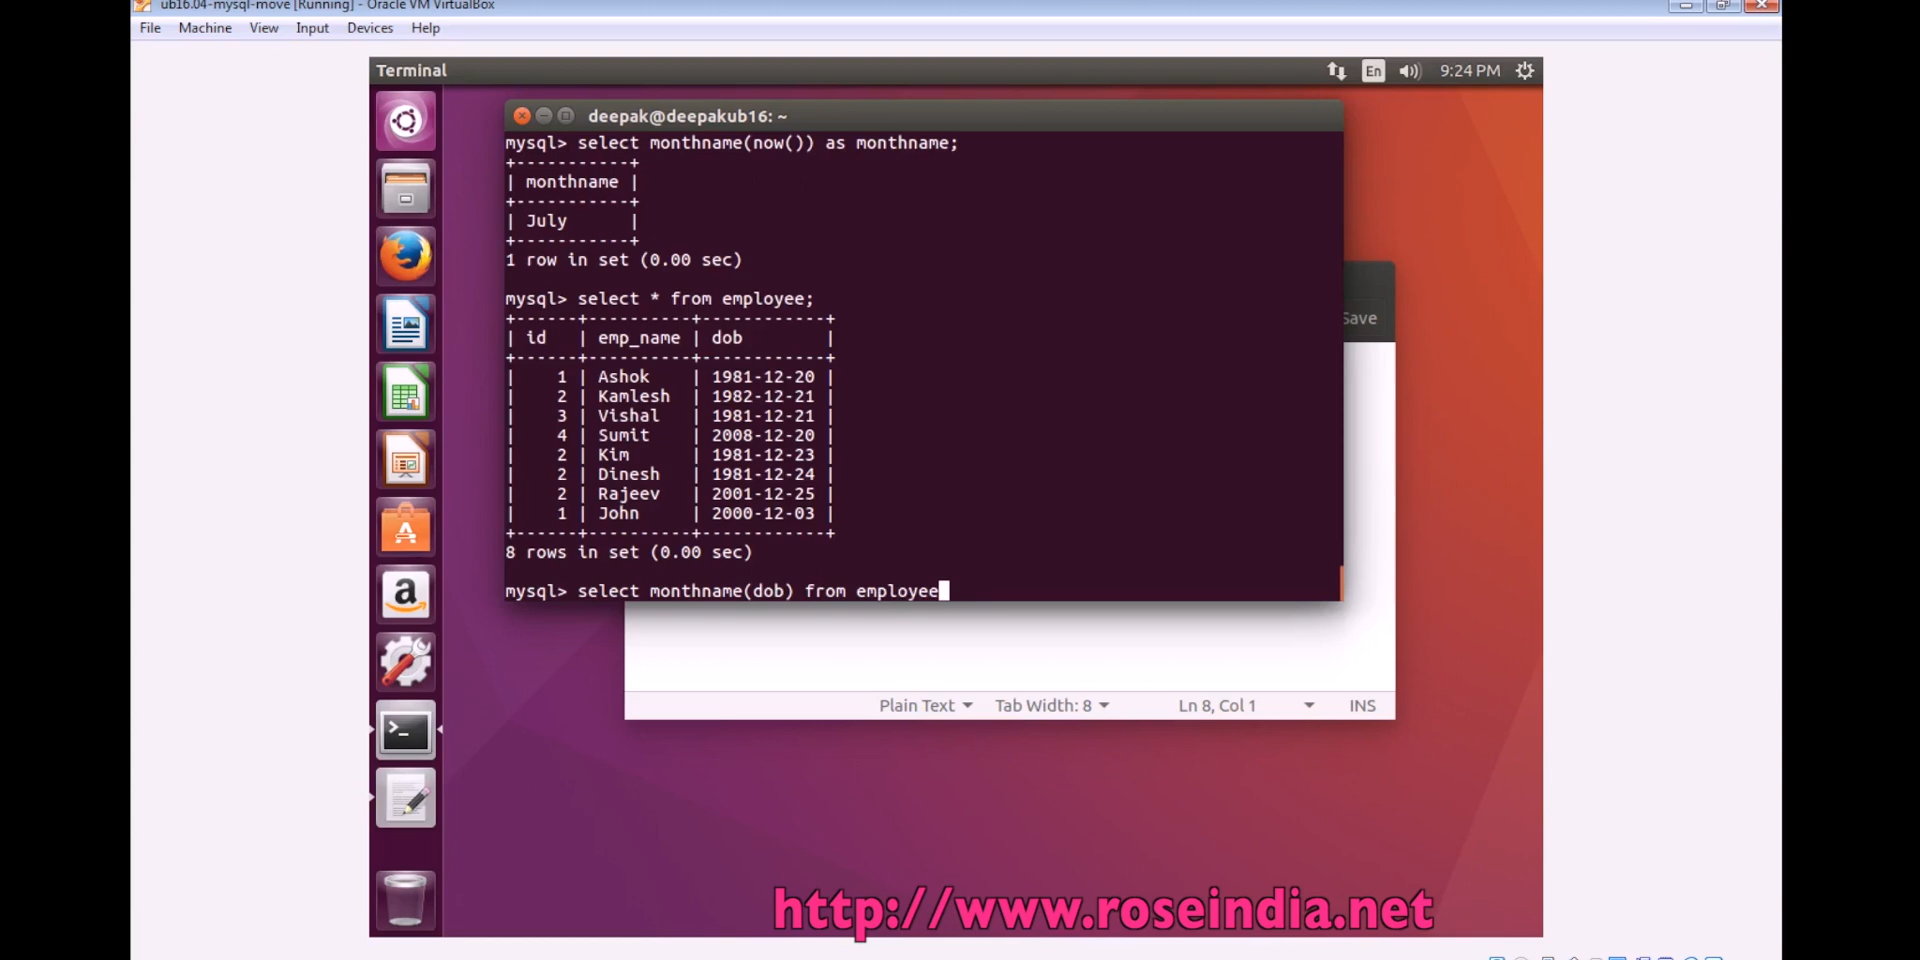 ub16.04-mysql-move [Running] - Oracle VM VirtualBox
File Machine View Input Devices Help
Terminal En 9:24 PM
deepak@deepakub16: ~
mysql> select monthname(now()) as monthname;
+-----------+
| monthname |
+-----------+
| July      |
+-----------+
1 row in set (0.00 sec)
mysql> select * from employee;
+------+----------+------------+
| id   | emp_name | dob        |
+------+----------+------------+
|    1 | Ashok    | 1981-12-20 |
|    2 | Kamlesh  | 1982-12-21 |
|    3 | Vishal   | 1981-12-21 |
|    4 | Sumit    | 2008-12-20 |
|    2 | Kim      | 1981-12-23 |
|    2 | Dinesh   | 1981-12-24 |
|    2 | Rajeev   | 2001-12-25 |
|    1 | John     | 2000-12-03 |
+------+----------+------------+
8 rows in set (0.00 sec)
mysql> select monthname(dob) from employee
Save
Plain Text Tab Width: 8 Ln 8, Col 1 INS
http://www.roseindia.net